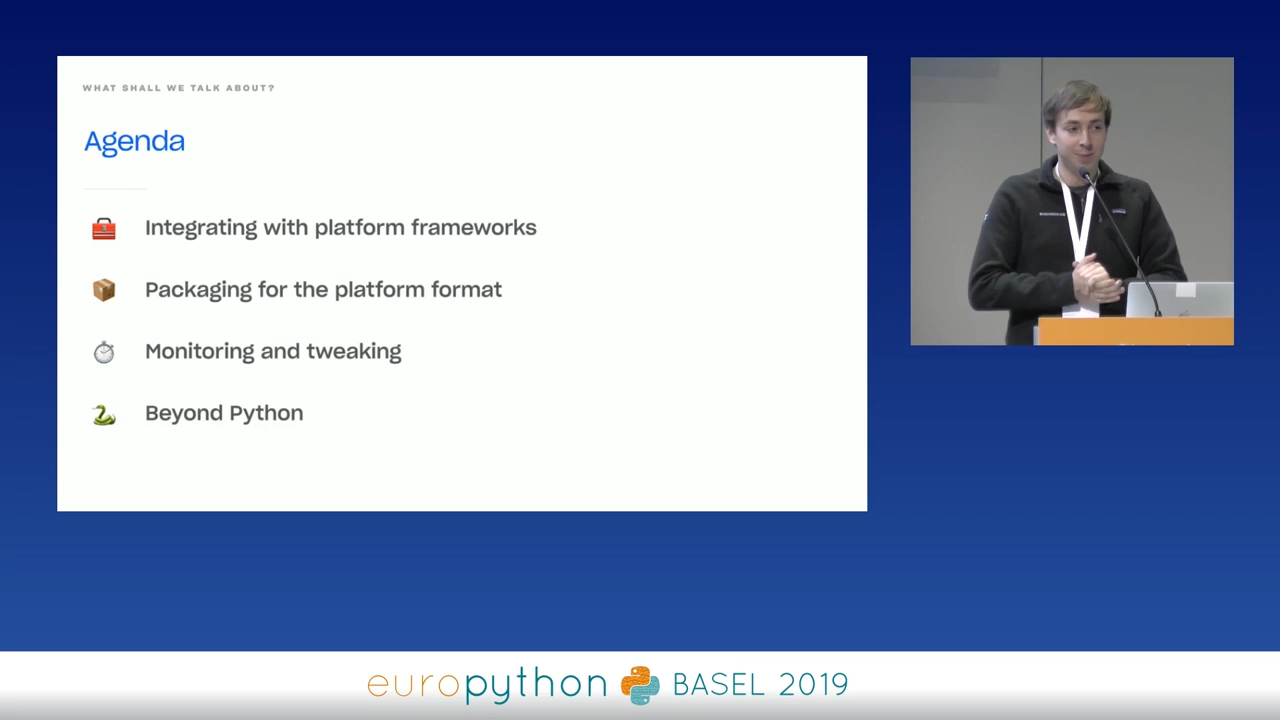 WHAT SHALL WE TALK ABOUT?
Agenda
Integrating with platform frameworks
Packaging for the platform format
Monitoring and tweaking
Beyond Python
europython BASEL 2019